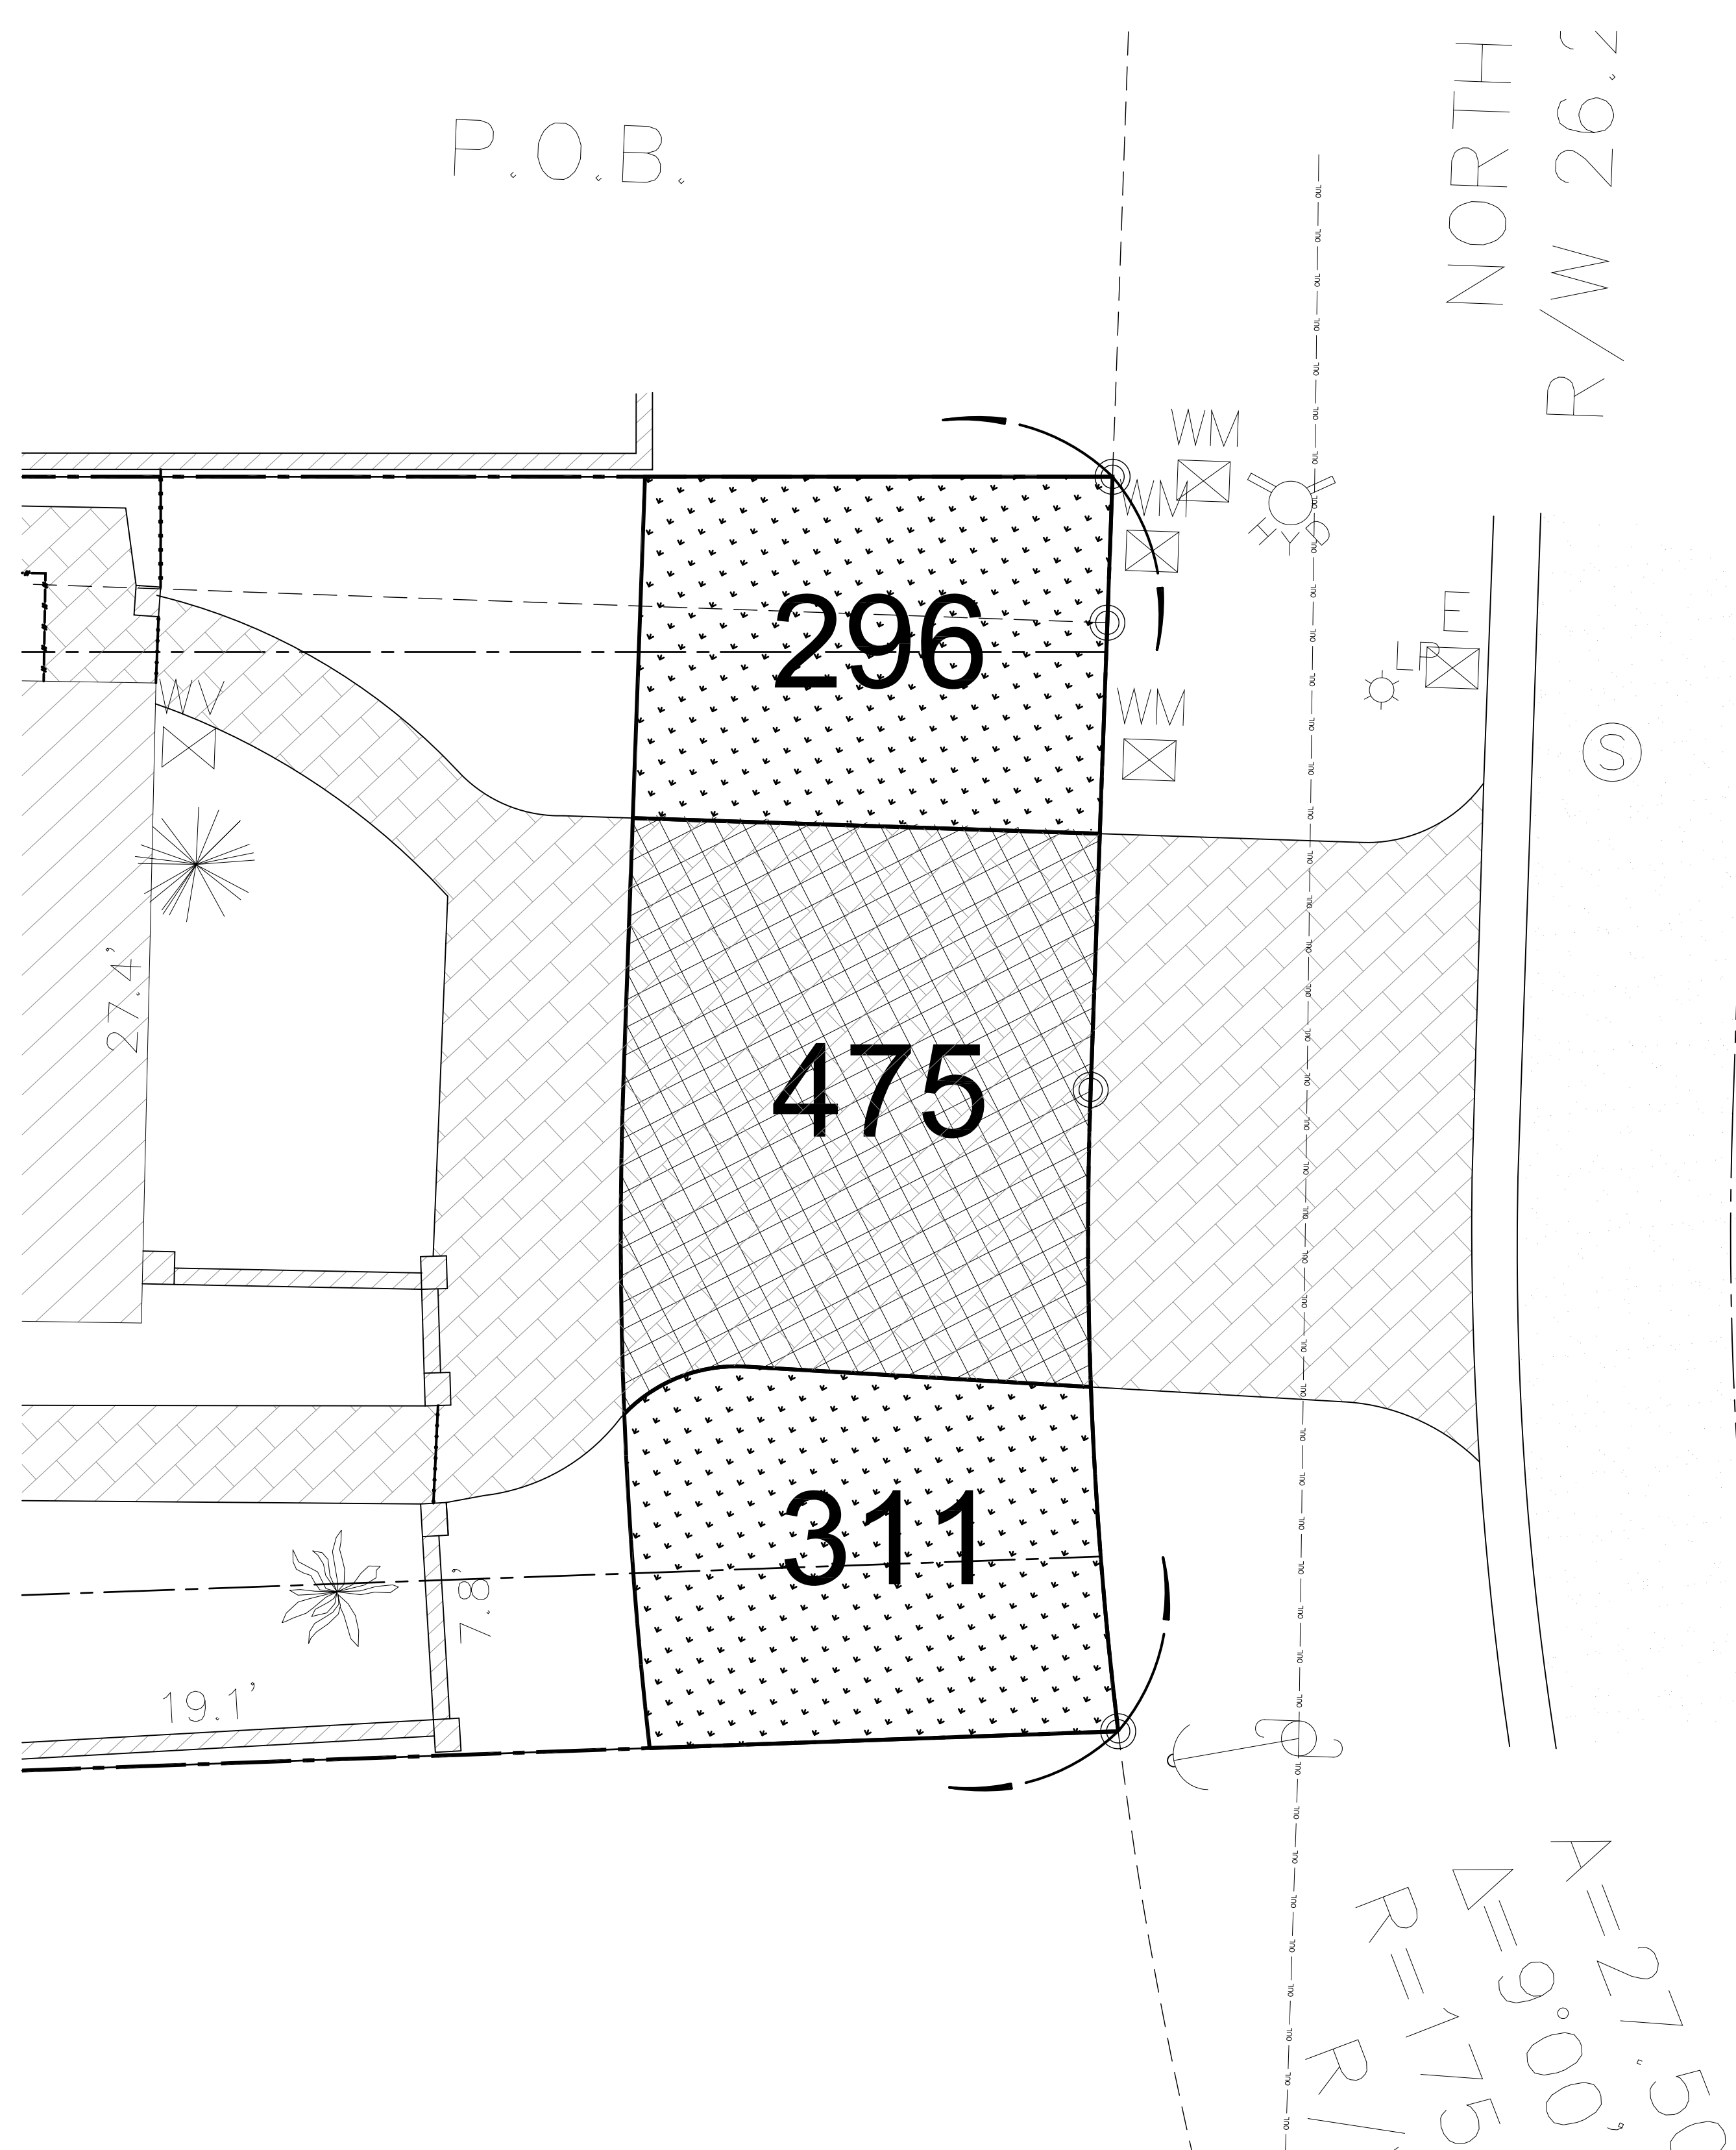 P.O.B.
NORTH
R/W 26.2
WM
WM
HYD
296
E
LP
WM
WV
S
27.4'
475
311
7.8'
19.1'
A=27.50
Δ=9°00'
R=175
R/
OUL